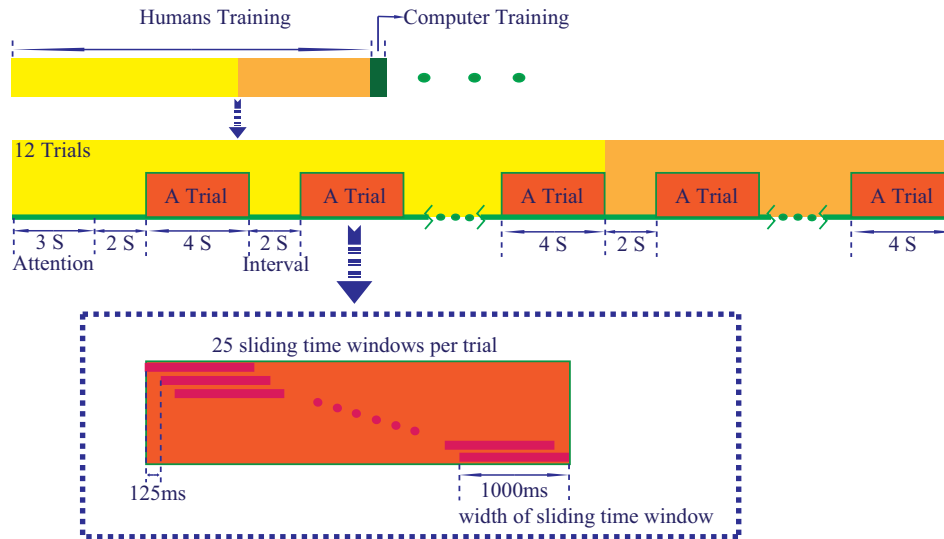 Humans Training
Computer Training
12 Trials
A Trial
A Trial
A Trial
A Trial
A Trial
3 S
2 S
4 S
2 S
4 S
2 S
4 S
Attention
Interval
25 sliding time windows per trial
125ms
1000ms
width of sliding time window